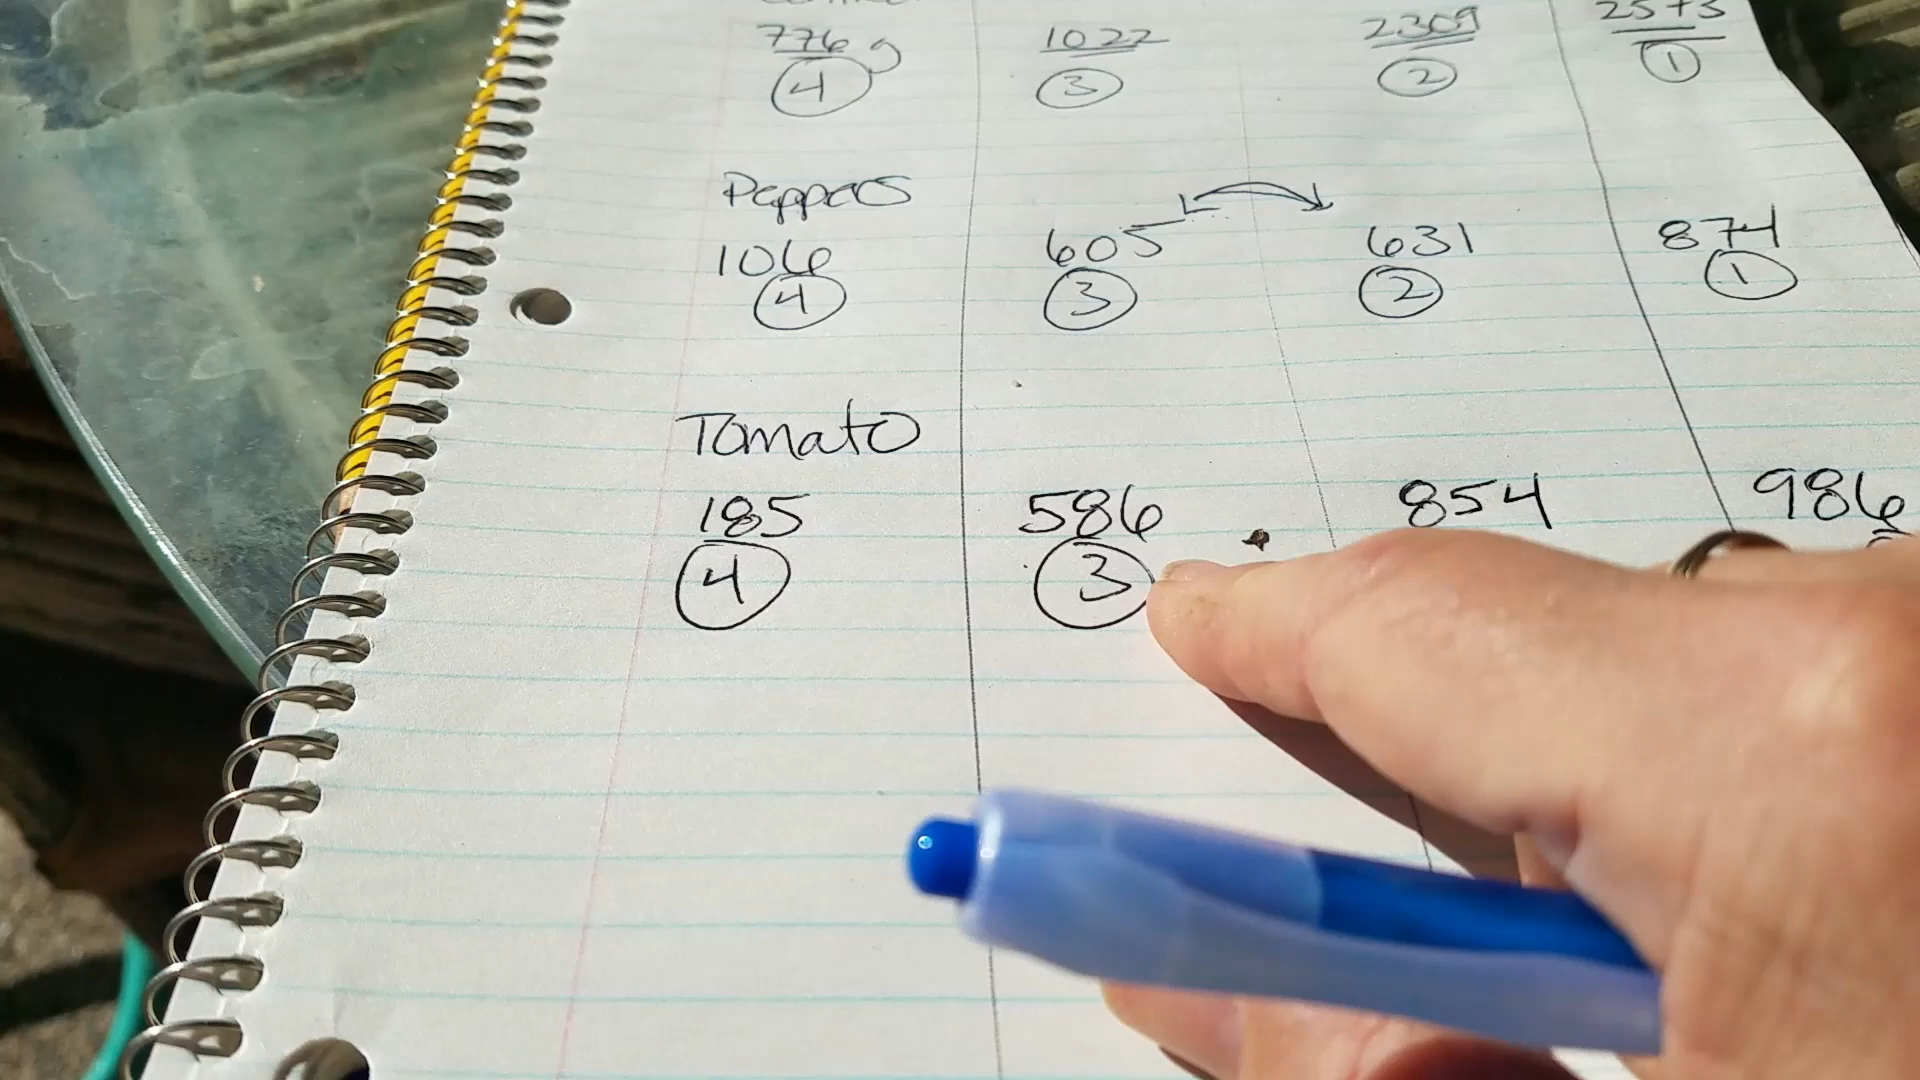 776g 1022 2309 2573
4 3 2 1
Peppers
106 605 631 874
4 3 2 1
Tomato
185 586 854 986
4 3